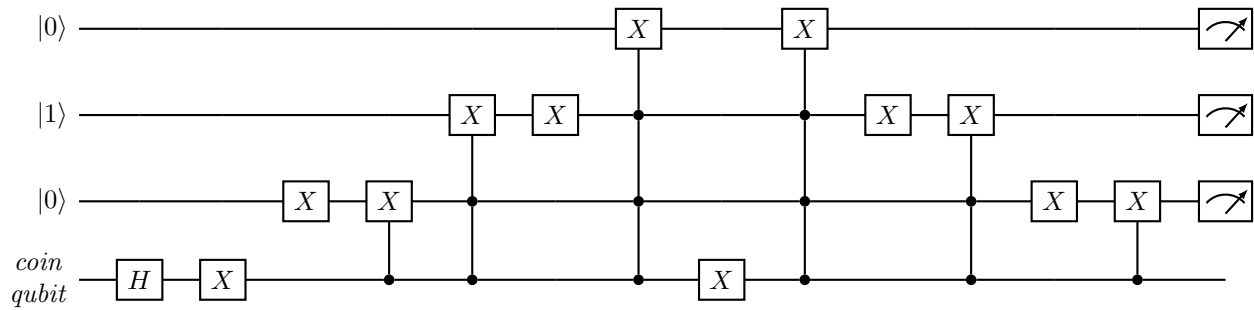 |0⟩ X X
|1⟩ X X X X
|0⟩ X X X X
coin
qubit H X X